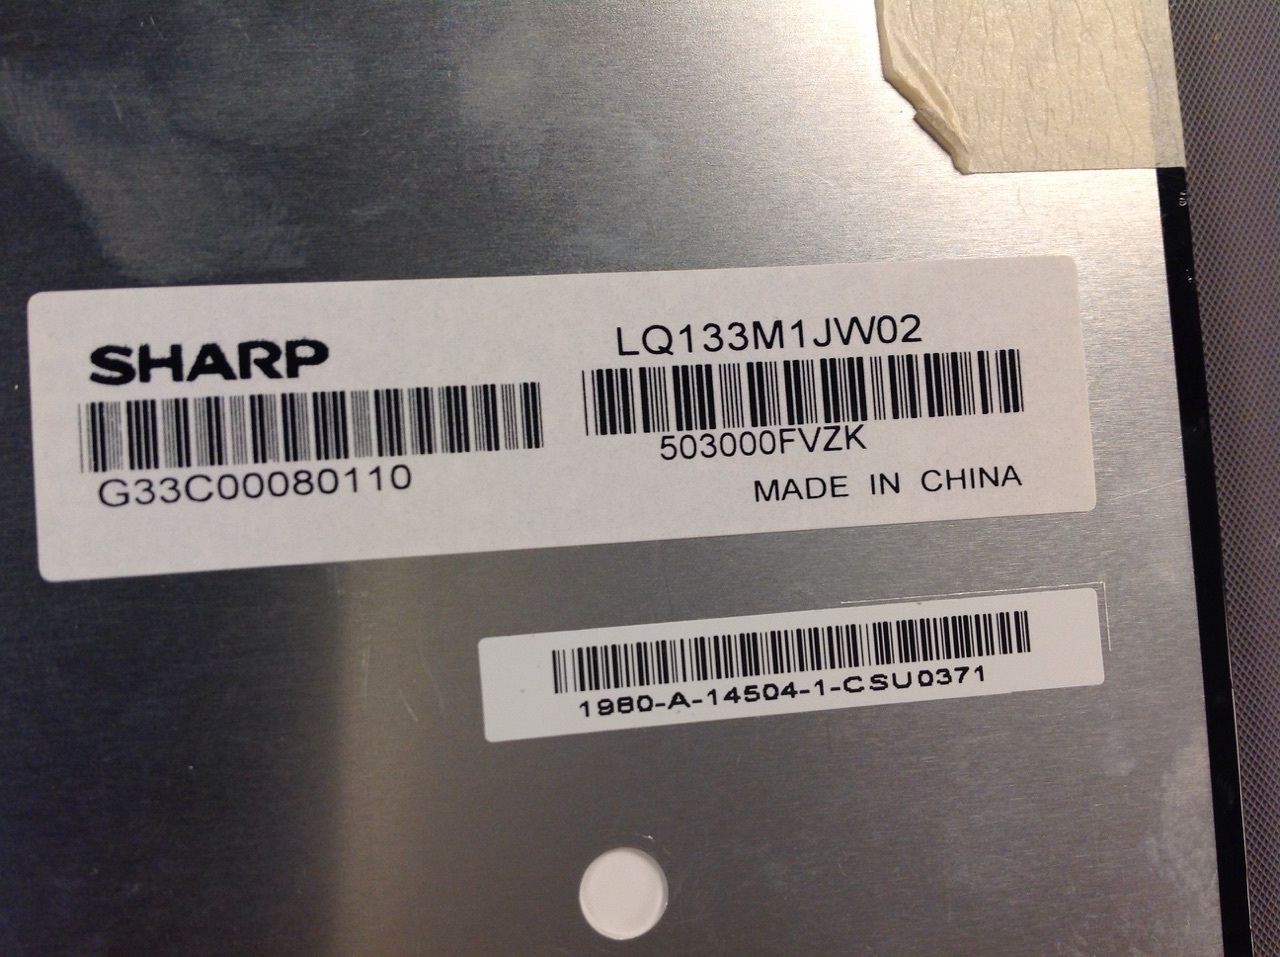 SHARP
G33C00080110
LQ133M1JW02
503000FVZK
MADE IN CHINA
1980-A-14504-1-CSU0371